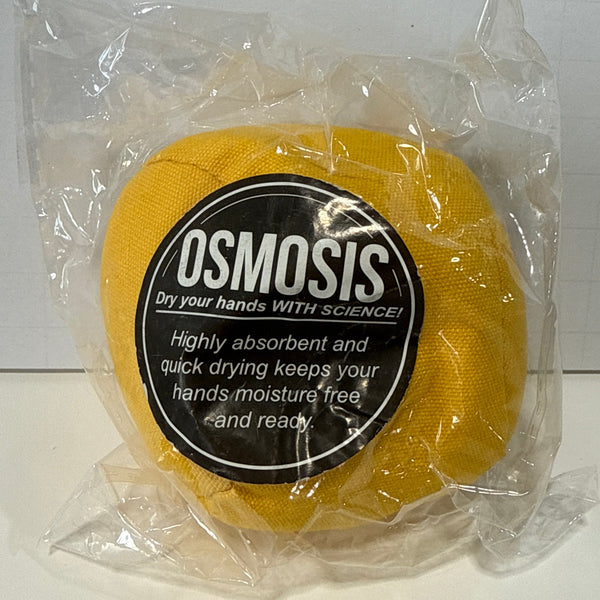 OSMOSIS
Dry your hands WITH SCIENCE!
Highly absorbent and
quick drying keeps your
hands moisture free
and ready.